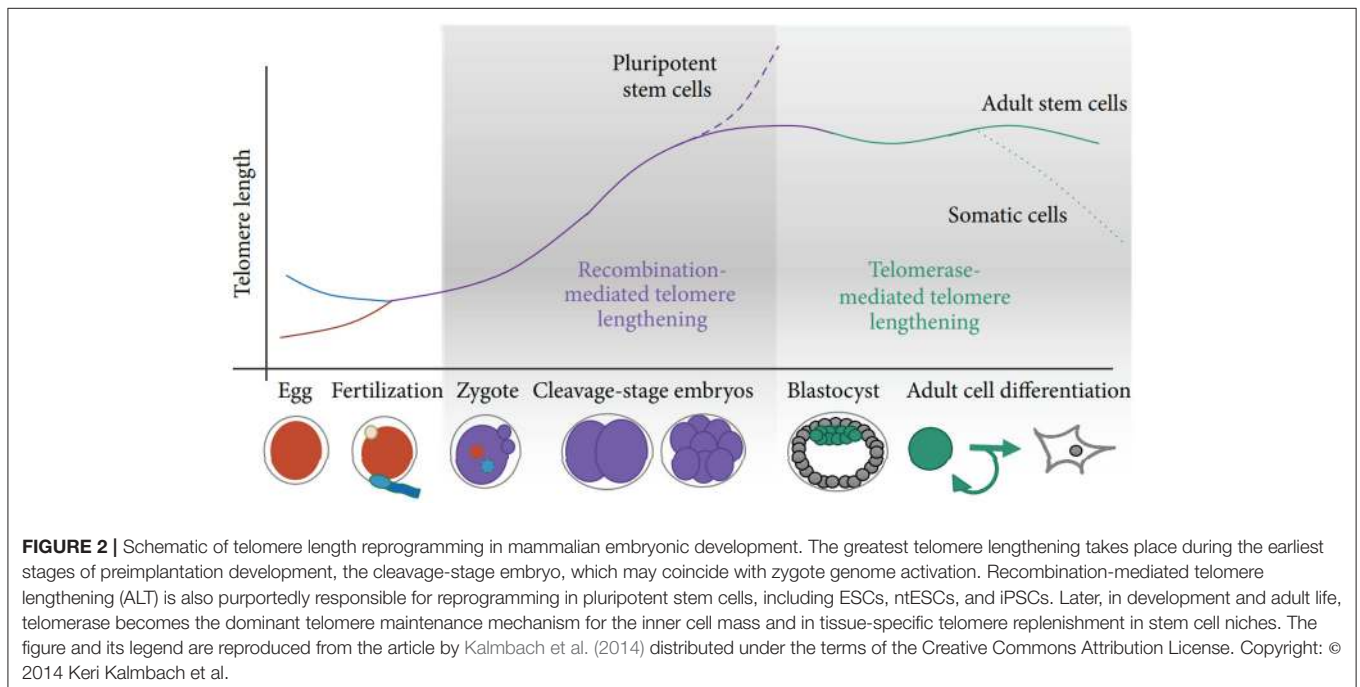 Pluripotent
stem cells
Adult stem cells
Telomere length
Somatic cells
Recombination-
mediated telomere
lengthening
Telomerase-
mediated telomere
lengthening
Egg Fertilization Zygote Cleavage-stage embryos Blastocyst Adult cell differentiation
FIGURE 2 | Schematic of telomere length reprogramming in mammalian embryonic development. The greatest telomere lengthening takes place during the earliest
stages of preimplantation development, the cleavage-stage embryo, which may coincide with zygote genome activation. Recombination-mediated telomere
lengthening (ALT) is also purportedly responsible for reprogramming in pluripotent stem cells, including ESCs, ntESCs, and iPSCs. Later, in development and adult life,
telomerase becomes the dominant telomere maintenance mechanism for the inner cell mass and in tissue-specific telomere replenishment in stem cell niches. The
figure and its legend are reproduced from the article by Kalmbach et al. (2014) distributed under the terms of the Creative Commons Attribution License. Copyright: ©
2014 Keri Kalmbach et al.